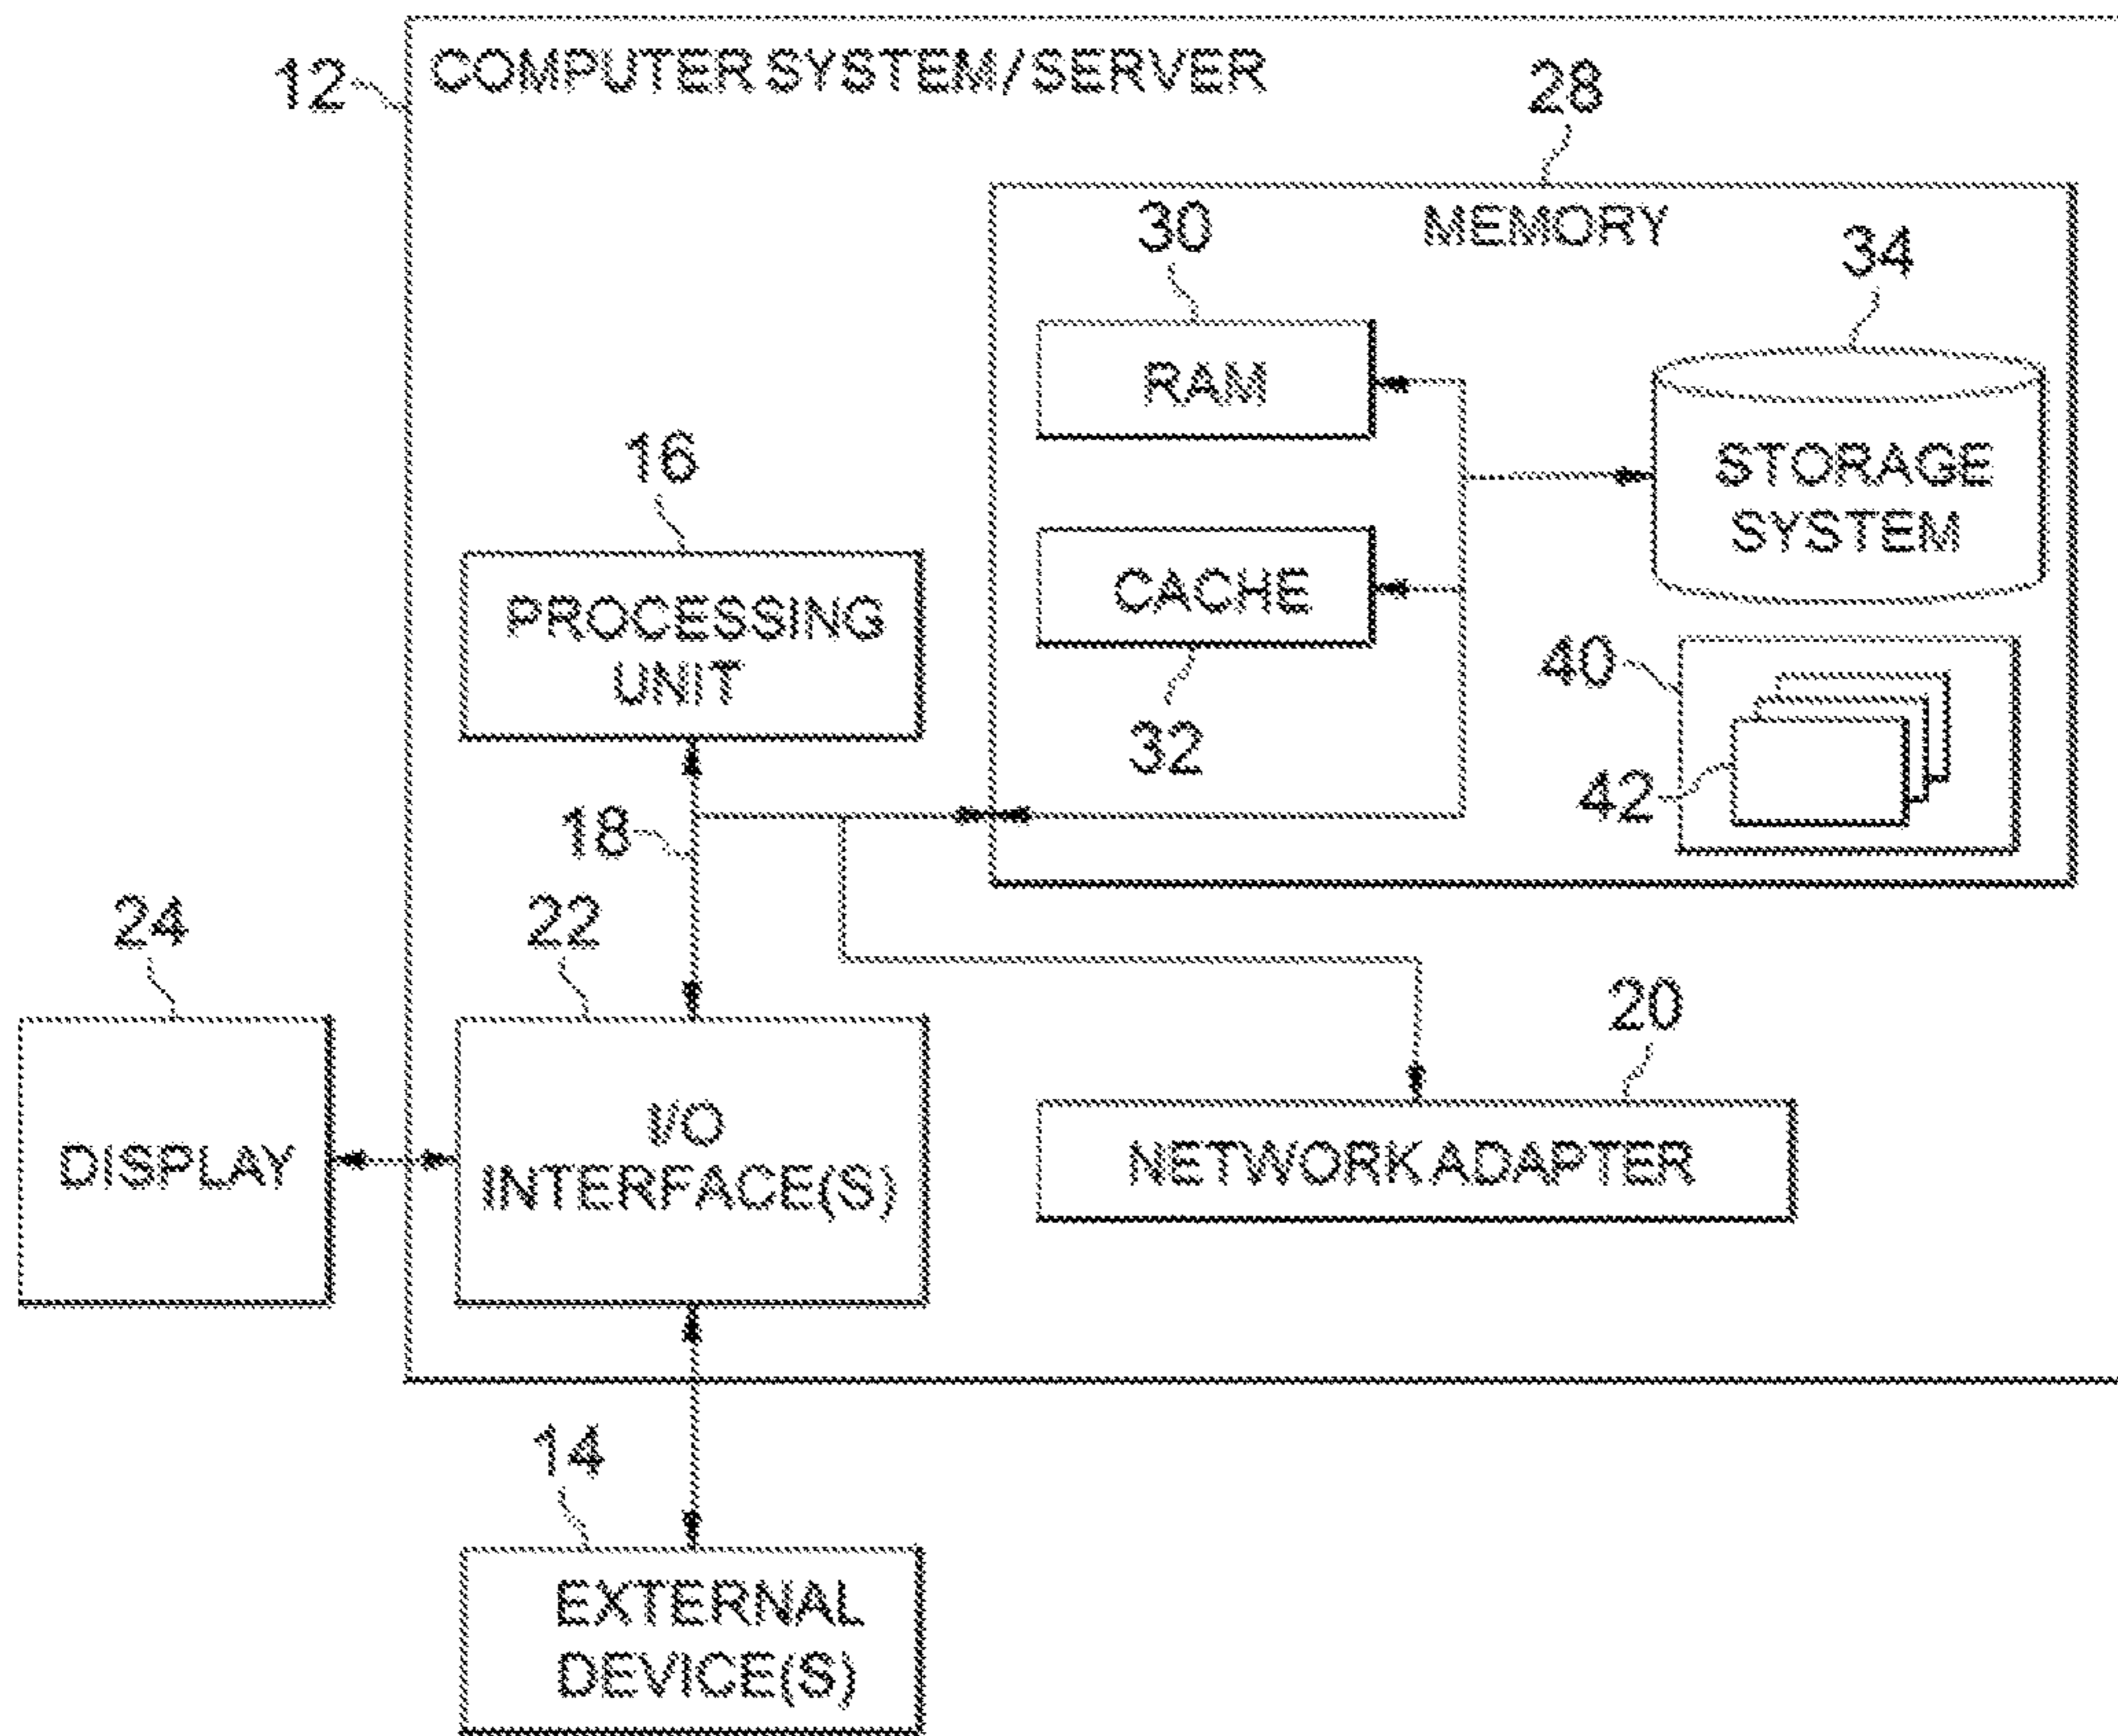 12
COMPUTER SYSTEM / SERVER
28
MEMORY
30
34
RAM
STORAGE
SYSTEM
16
PROCESSING
UNIT
CACHE
32
40
42
18
24
22
20
DISPLAY
I/O
INTERFACE(S)
NETWORK ADAPTER
14
EXTERNAL
DEVICE(S)